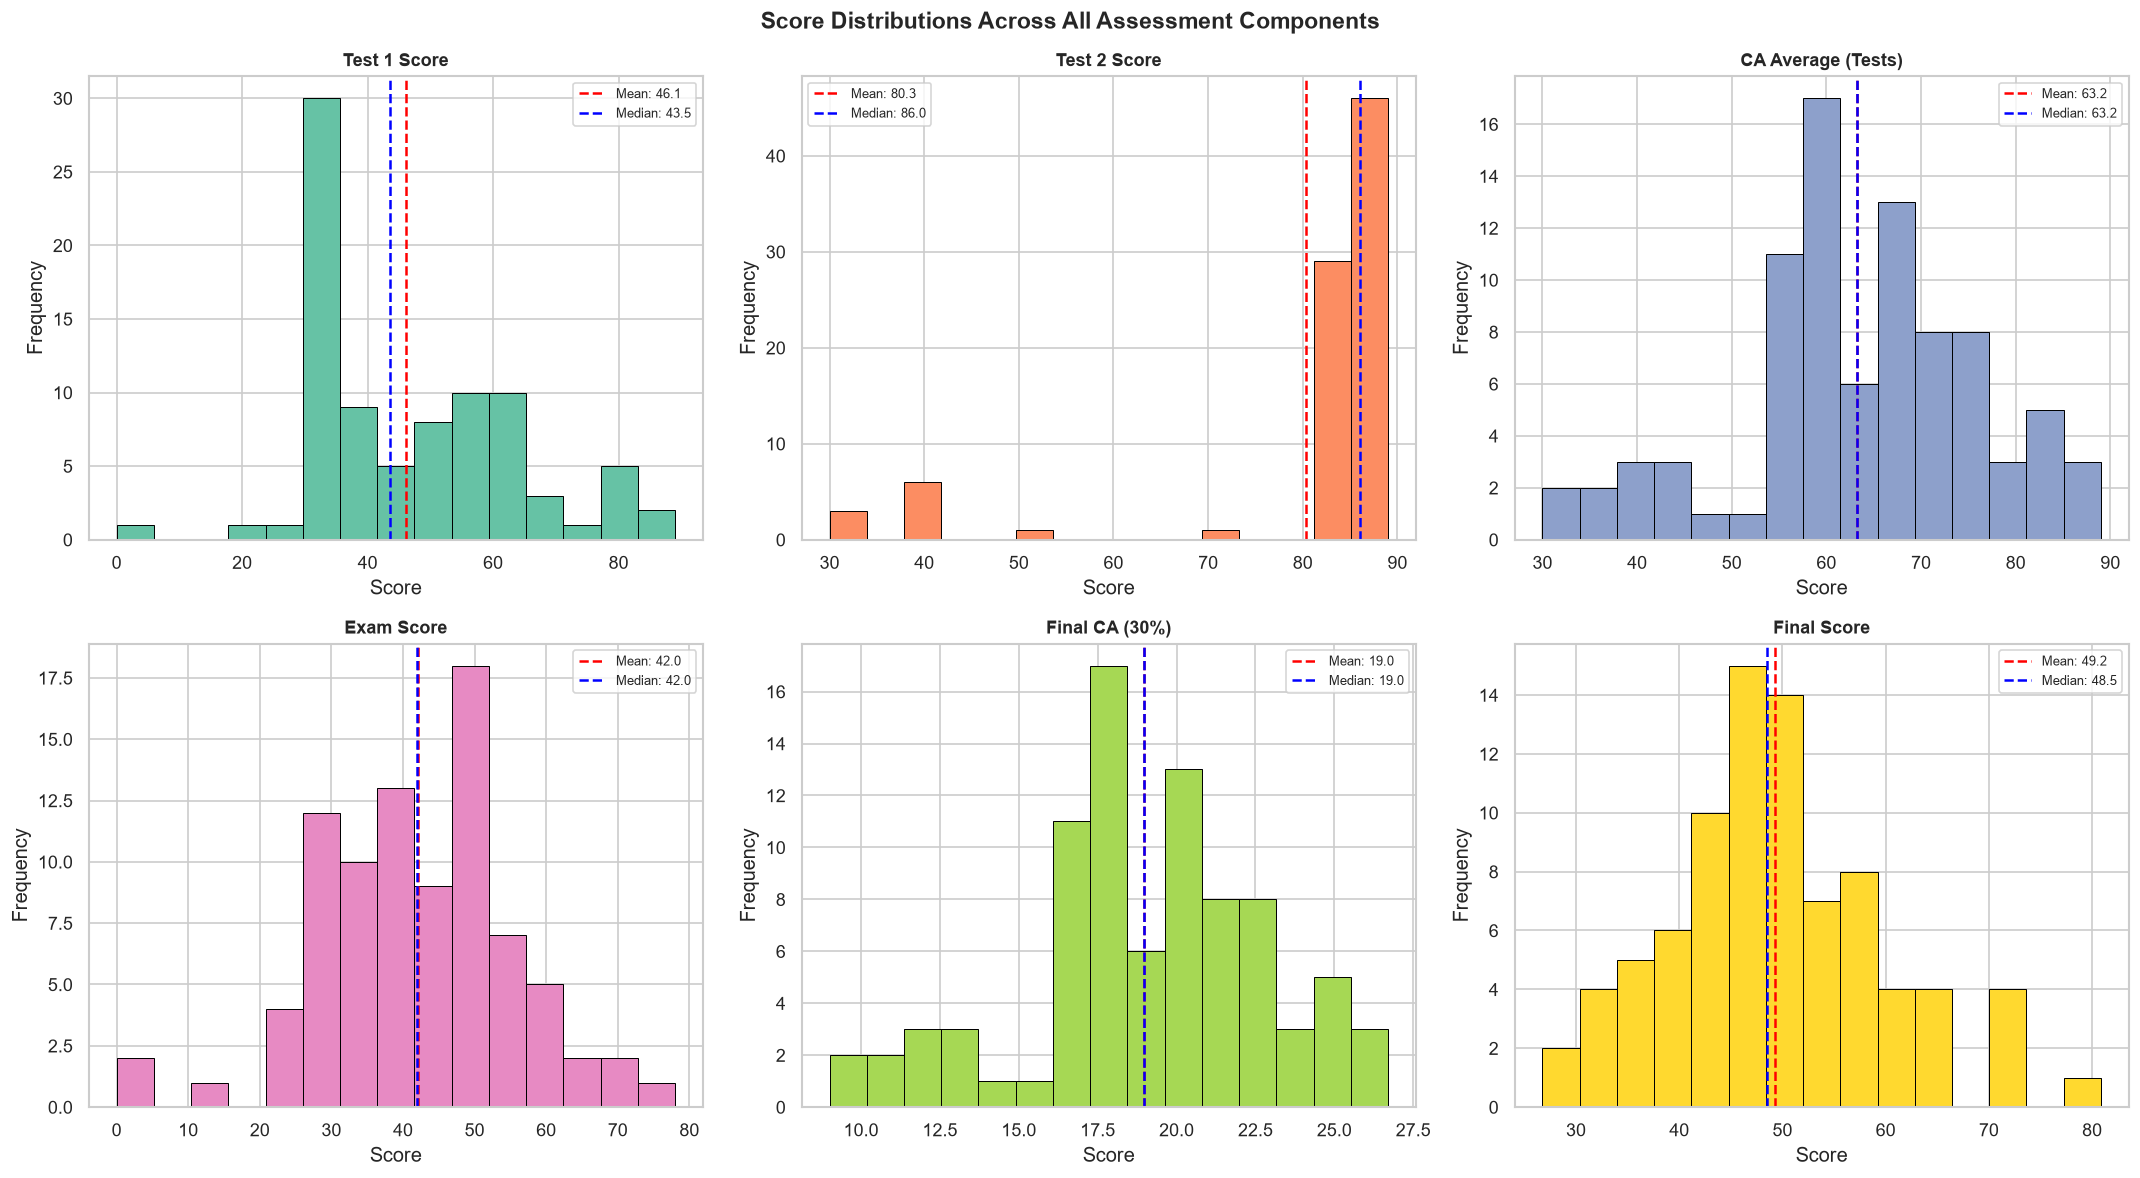 Score Distributions Across All Assessment Components
Test 1 Score
Mean: 46.1
Median: 43.5
Frequency
30
25
20
15
10
5
0
0 20 40 60 80
Score
Test 2 Score
Mean: 80.3
Median: 86.0
Frequency
40
30
20
10
0
30 40 50 60 70 80 90
Score
CA Average (Tests)
Mean: 63.2
Median: 63.2
Frequency
16
14
12
10
8
6
4
2
0
30 40 50 60 70 80 90
Score
Exam Score
Mean: 42.0
Median: 42.0
Frequency
17.5
15.0
12.5
10.0
7.5
5.0
2.5
0.0
0 10 20 30 40 50 60 70 80
Score
Final CA (30%)
Mean: 19.0
Median: 19.0
Frequency
16
14
12
10
8
6
4
2
0
10.0 12.5 15.0 17.5 20.0 22.5 25.0 27.5
Score
Final Score
Mean: 49.2
Median: 48.5
Frequency
14
12
10
8
6
4
2
0
30 40 50 60 70 80
Score